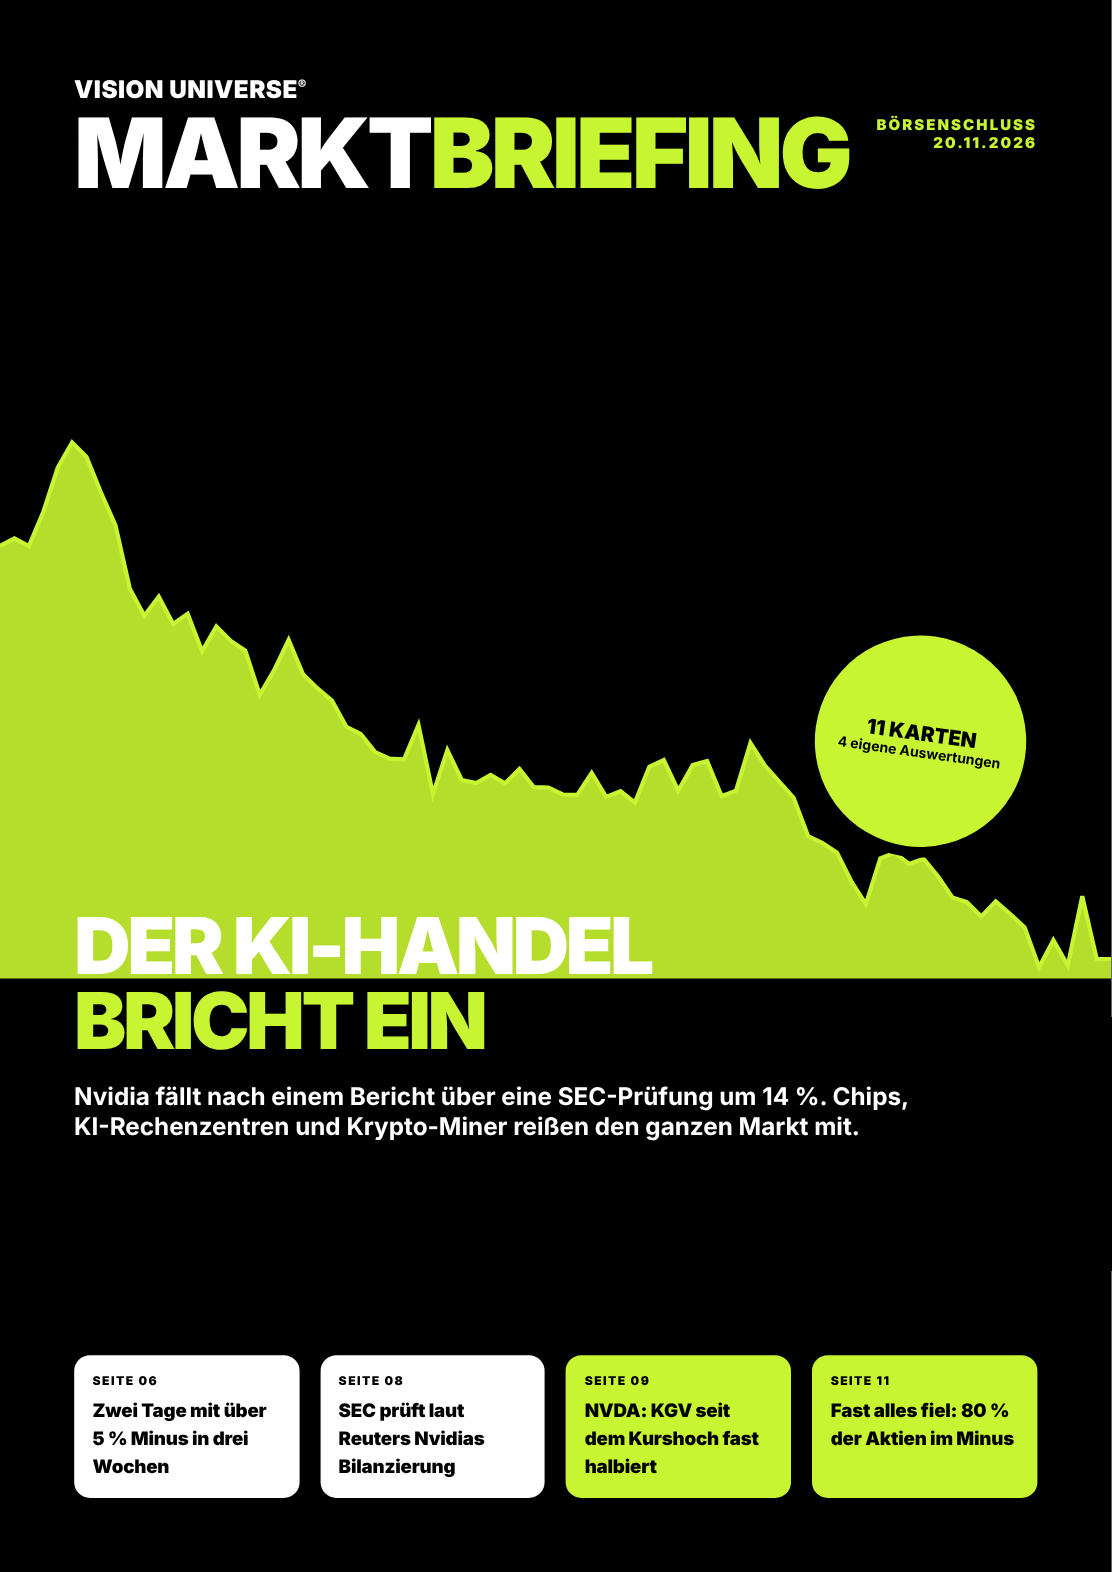 VISION UNIVERSE®
MARKTBRIEFING
BÖRSENSCHLUSS
20.11.2026
11 KARTEN
4 eigene Auswertungen
DER KI-HANDEL
BRICHT EIN
Nvidia fällt nach einem Bericht über eine SEC-Prüfung um 14 %. Chips,
KI-Rechenzentren und Krypto-Miner reißen den ganzen Markt mit.
SEITE 06
Zwei Tage mit über
5 % Minus in drei
Wochen
SEITE 08
SEC prüft laut
Reuters Nvidias
Bilanzierung
SEITE 09
NVDA: KGV seit
dem Kurshoch fast
halbiert
SEITE 11
Fast alles fiel: 80 %
der Aktien im Minus